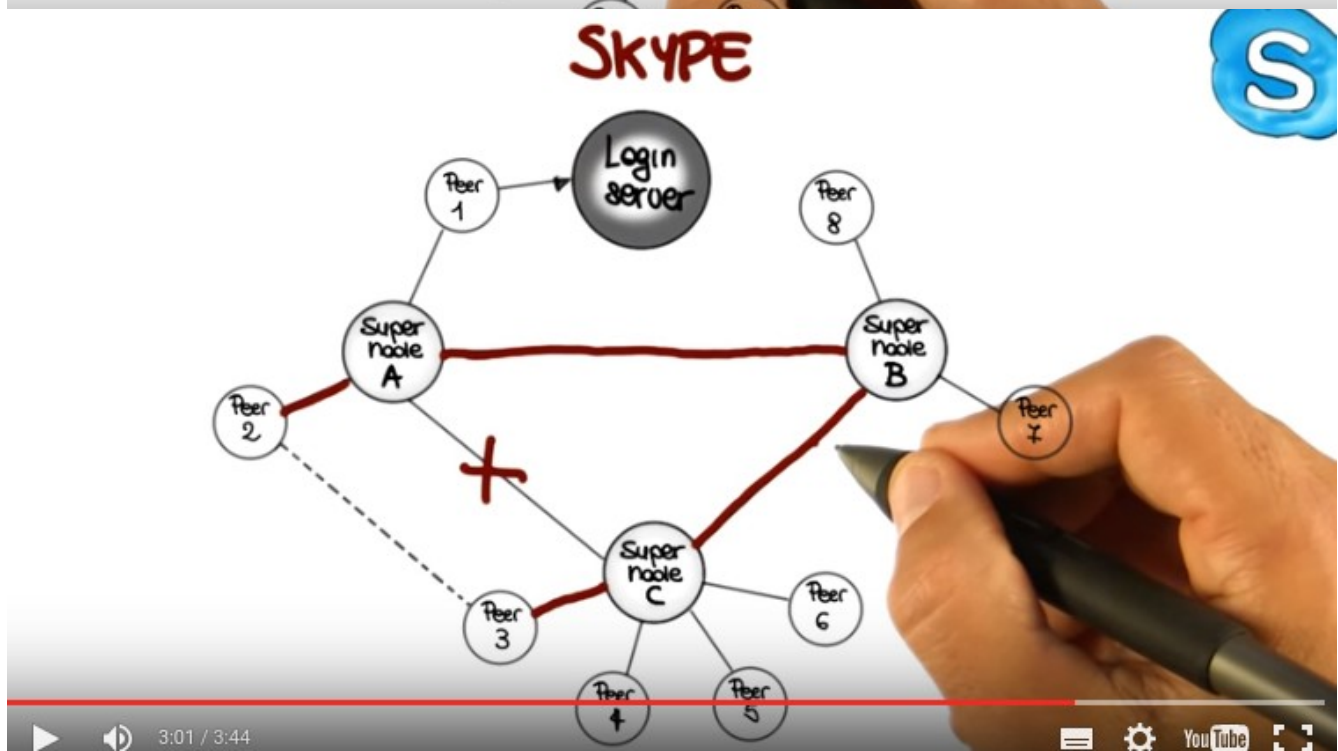 SKYPE
S
Login
server
Peer
1
Peer
8
Super
node
A
Super
node
B
Peer
2
Peer
7
Super
node
C
Peer
3
Peer
6
Peer
4
Peer
5
3:01 / 3:44
YouTube